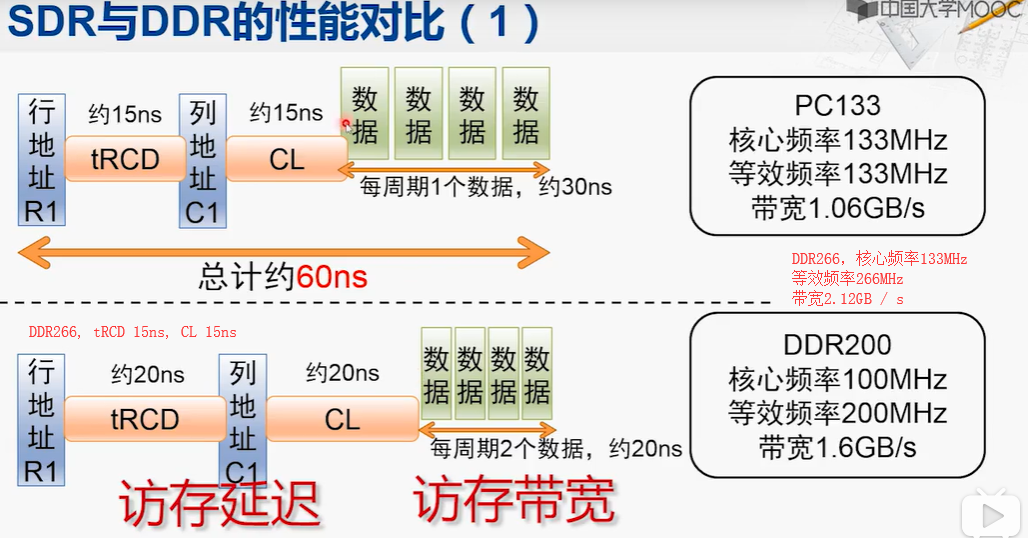 SDR与DDR的性能对比（1）
中国大学MOOC
行地址R1
约15ns
tRCD
列地址C1
约15ns
CL
数据
数据
数据
数据
每周期1个数据，约30ns
总计约60ns
PC133
核心频率133MHz
等效频率133MHz
带宽1.06GB/s
DDR266，核心频率133MHz
等效频率266MHz
带宽2.12GB / s
DDR266, tRCD 15ns, CL 15ns
行地址R1
约20ns
tRCD
列地址C1
约20ns
CL
数据
数据
数据
数据
每周期2个数据，约20ns
DDR200
核心频率100MHz
等效频率200MHz
带宽1.6GB/s
访存延迟
访存带宽